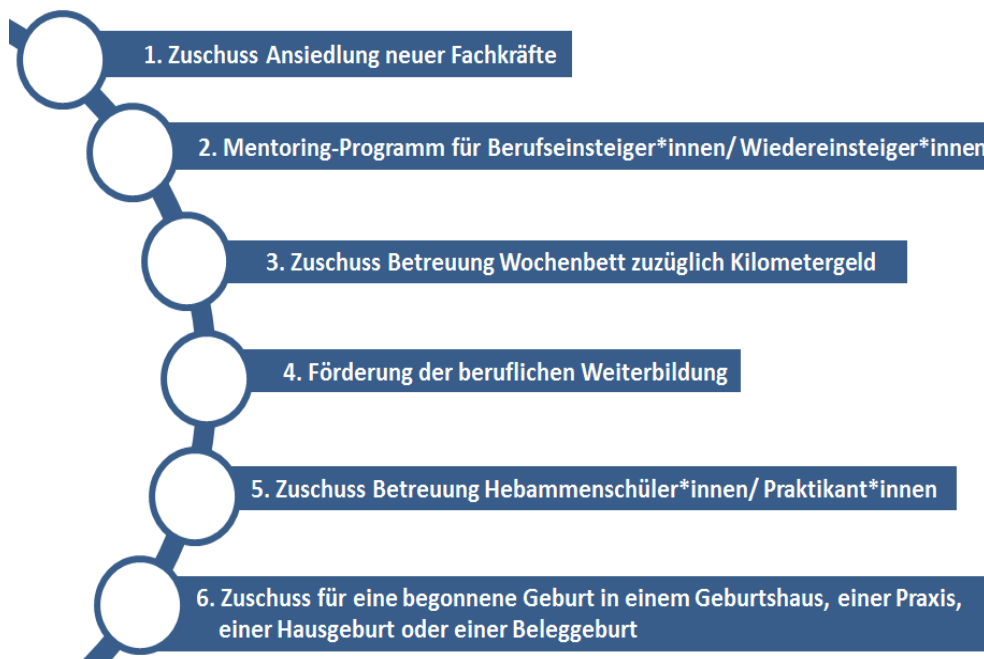 1. Zuschuss Ansiedlung neuer Fachkräfte
2. Mentoring-Programm für Berufseinsteiger*innen/ Wiedereinsteiger*innen
3. Zuschuss Betreuung Wochenbett zuzüglich Kilometergeld
4. Förderung der beruflichen Weiterbildung
5. Zuschuss Betreuung Hebammenschüler*innen/ Praktikant*innen
6. Zuschuss für eine begonnene Geburt in einem Geburtshaus, einer Praxis,
einer Hausgeburt oder einer Beleggeburt